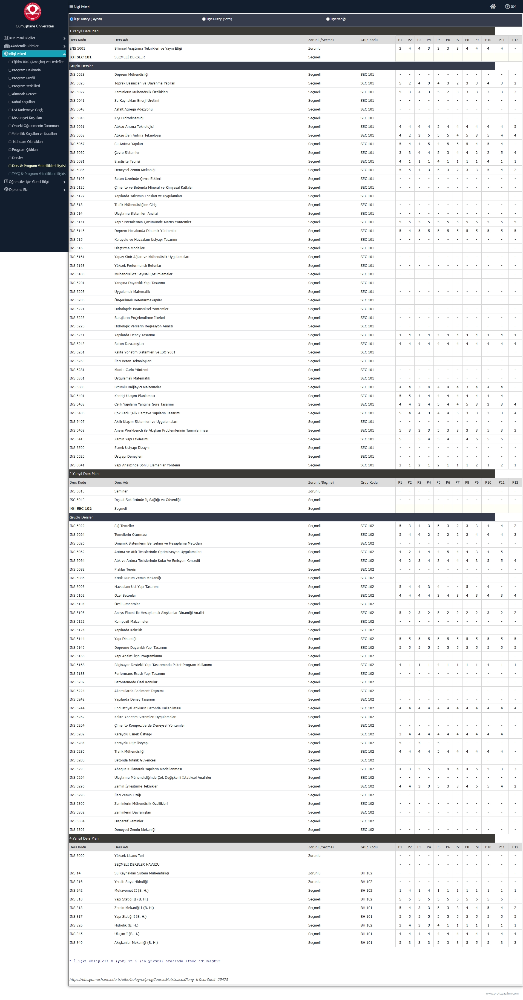 GÜMÜŞHANE ÜNİVERSİTESİ
Gümüşhane Üniversitesi
Kurumsal Bilgiler
Akademik Birimler
Bilgi Paketi
Eğitim Türü (Amaçlar) ve Hedefler
Program Hakkında
Program Profili
Program Yetkilileri
Alınacak Derece
Kabul Koşulları
Üst Kademeye Geçiş
Mezuniyet Koşulları
Önceki Öğrenmenin Tanınması
Yeterlilik Koşulları ve Kuralları
İstihdam Olanakları
Program Çıktıları
Dersler
Ders & Program Yeterlilikleri İlişkisi
TYYÇ & Program Yeterlilikleri İlişkisi
Öğrenciler İçin Genel Bilgi
Diploma Eki
Bilgi Paketi
EN
İlişki Düzeyi (Sayısal) İlişki Düzeyi (Sözel) İlişki Varlığı
1.Yarıyıl Ders Planı
Ders Kodu Ders Adı Zorunlu/Seçmeli Grup Kodu P1 P2 P3 P4 P5 P6 P7 P8 P9 P10 P11 P12
ENS 5001 Bilimsel Araştırma Teknikleri ve Yayın Etiği Zorunlu 3 4 4 3 3 3 3 4 4 4 4 -
[G] SEC 101 SEÇMELİ DERSLER Seçmeli
Gruplu Dersler
INS 5023 Deprem Mühendisliği Seçmeli SEC 101 - - - - - - - - - - - -
INS 5025 Toprak Basınçları ve Dayanma Yapıları Seçmeli SEC 101 5 2 4 3 4 3 2 3 3 4 3 2
INS 5027 Zeminlerin Mühendislik Özellikleri Seçmeli SEC 101 5 3 4 3 5 2 3 3 3 3 3 2
INS 5041 Su Kaynakları Enerji Üretimi Seçmeli SEC 101 - - - - - - - - - - - -
INS 5043 Asfalt Agrega Adezyonu Seçmeli SEC 101 - - - - - - - - - - - -
INS 5045 Kıyı Hidrodinamiği Seçmeli SEC 101 - - - - - - - - - - - -
INS 5061 Atıksu Arıtma Teknolojisi Seçmeli SEC 101 4 4 4 4 5 4 4 4 4 4 4 5
INS 5063 Atıksu İleri Arıtma Teknolojisi Seçmeli SEC 101 4 2 3 5 5 5 4 5 3 5 4 4
INS 5067 Su Arıtma Yapıları Seçmeli SEC 101 5 4 4 5 4 5 5 5 4 5 4 -
INS 5069 Çevre Sistemleri Seçmeli SEC 101 3 3 4 4 5 3 4 4 2 2 5 4
INS 5081 Elastisite Teorisi Seçmeli SEC 101 4 1 1 1 4 1 1 1 1 4 1 1
INS 5085 Deneysel Zemin Mekaniği Seçmeli SEC 101 5 5 4 3 5 3 2 3 3 5 4 2
INS 5103 Beton Üzerinde Çevre Etkileri Seçmeli SEC 101 - - - - - - - - - - - -
INS 5125 Çimento ve Betonda Mineral ve Kimyasal Katkılar Seçmeli SEC 101 - - - - - - - - - - - -
INS 5127 Yapılarda Yalıtımın Esasları ve Uygulamları Seçmeli SEC 101 - - - - - - - - - - - -
INS 513 Trafik Mühendisliğine Giriş Seçmeli SEC 101 - - - - - - - - - - - -
INS 514 Ulaştırma Sistemleri Analizi Seçmeli SEC 101 - - - - - - - - - - - -
INS 5141 Yapı Sistemlerinin Çözümünde Matris Yöntemler Seçmeli SEC 101 5 5 5 5 5 5 5 5 5 5 5 5
INS 5145 Deprem Hesabında Dinamik Yöntemler Seçmeli SEC 101 5 4 5 5 5 5 5 5 5 5 5 5
INS 515 Karayolu ve Havaalanı Üstyapı Tasarımı Seçmeli SEC 101 - - - - - - - - - - - -
INS 516 Ulaştırma Modelleri Seçmeli SEC 101 - - - - - - - - - - - -
INS 5161 Yapay Sinir Ağları ve Mühendislik Uygulamaları Seçmeli SEC 101 - - - - - - - - - - - -
INS 5163 Yüksek Performanslı Betonlar Seçmeli SEC 101 - - - - - - - - - - - -
INS 5185 Mühendislikte Sayısal Çözümlemeler Seçmeli SEC 101 - - - - - - - - - - - -
INS 5201 Yangına Dayanıklı Yapı Tasarımı Seçmeli SEC 101 - - - - - - - - - - - -
INS 5203 Uygulamalı Matematik Seçmeli SEC 101 - - - - - - - - - - - -
INS 5205 Öngerilmeli BetonarmeYapılar Seçmeli SEC 101 - - - - - - - - - - - -
INS 5221 Hidrolojide İstatistiksel Yöntemler Seçmeli SEC 101 - - - - - - - - - - - -
INS 5223 Barajların Projelendirme İlkeleri Seçmeli SEC 101 - - - - - - - - - - - -
INS 5225 Hidrolojik Verilerin Regresyon Analizi Seçmeli SEC 101 - - - - - - - - - - - -
INS 5241 Yapılarda Deney Tasarımı Seçmeli SEC 101 4 4 4 4 4 4 4 4 4 4 4 4
INS 5243 Beton Davranışları Seçmeli SEC 101 4 4 4 4 4 4 4 4 4 4 4 4
INS 5261 Kalite Yönetim Sistemleri ve ISO 9001 Seçmeli SEC 101 - - - - - - - - - - - -
INS 5263 İleri Beton Teknolojileri Seçmeli SEC 101 - - - - - - - - - - - -
INS 5281 Monte Carlo Yöntemi Seçmeli SEC 101 - - - - - - - - - - - -
INS 5361 Uygulamalı Matematik Seçmeli SEC 101 - - - - - - - - - - - -
INS 5383 Bitümlü Bağlayıcı Malzemeler Seçmeli SEC 101 4 4 3 4 4 4 4 3 4 4 4 -
INS 5401 Kentiçi Ulaşım Planlaması Seçmeli SEC 101 5 5 4 4 4 4 4 4 4 4 4 -
INS 5403 Çelik Yapıların Yangına Göre Tasarımı Seçmeli SEC 101 4 4 3 4 5 4 4 5 3 3 3 4
INS 5405 Çok Katlı Çelik Çerçeve Yapıların Tasarımı Seçmeli SEC 101 5 4 4 3 4 4 5 3 3 3 3 4
INS 5407 Akıllı Ulaşım Sistemleri ve Uygulamaları Seçmeli SEC 101 - - - - - - - - - - - -
INS 5409 Ansys Workbench ile Akışkan Problemlerinin Tanımlanması Seçmeli SEC 101 5 3 3 3 5 3 3 3 3 5 3 3
INS 5413 Zemin-Yapı Etkileşimi Seçmeli SEC 101 5 - 5 4 5 4 - 4 5 5 5 -
INS 5500 Esnek Üstyapı Dizaynı Seçmeli SEC 101 - - - - - - - - - - - -
INS 5520 Üstyapı Deneyleri Seçmeli SEC 101 - - - - - - - - - - - -
INS 8041 Yapı Analizinde Sonlu Elemanlar Yöntemi Seçmeli SEC 101 2 1 2 1 2 1 1 1 2 1 2 1
2.Yarıyıl Ders Planı
Ders Kodu Ders Adı Zorunlu/Seçmeli Grup Kodu P1 P2 P3 P4 P5 P6 P7 P8 P9 P10 P11 P12
INS 5010 Seminer Zorunlu - - - - - - - - - - - -
ISG 5040 İnşaat Sektöründe İş Sağlığı ve Güvenliği Seçmeli - - - - - - - - - - - -
[G] SEC 102 Seçmeli Seçmeli
Gruplu Dersler
INS 5022 Sığ Temeller Seçmeli SEC 102 5 3 4 3 5 3 2 3 3 4 4 2
INS 5024 Temellerin Oturması Seçmeli SEC 102 5 4 4 2 5 2 2 3 4 4 4 3
INS 5026 Dinamik Sistemlerin Benzetimi ve Hesaplama Metotları Seçmeli SEC 102 - - - - - - - - - - - -
INS 5062 Arıtma ve Atık Tesislerinde Optimizasyon Uygulamaları Seçmeli SEC 102 4 2 4 4 4 5 4 4 3 4 5 -
INS 5064 Atık ve Arıtma Tesislerinde Koku Ve Emisyon Kontrolü Seçmeli SEC 102 4 2 3 4 3 4 4 4 3 5 5 4
INS 5082 Plaklar Teorisi Seçmeli SEC 102 - - - - - - - - - - - -
INS 5086 Kritik Durum Zemin Mekaniği Seçmeli SEC 102 - - - - - - - - - - - -
INS 5096 Havaalanı Üst Yapı Tasarımı Seçmeli SEC 102 5 4 4 3 4 - - 5 - 4 - -
INS 5102 Özel Betonlar Seçmeli SEC 102 4 4 4 4 3 4 3 4 3 4 3 4
INS 5104 Özel Çimentolar Seçmeli SEC 102 - - - - - - - - - - - -
INS 5106 Ansys Fluent ile Hesaplamalı Akışkanlar Dinamiği Analizi Seçmeli SEC 102 5 2 3 2 5 2 2 2 2 3 2 2
INS 5122 Kompozit Malzemeler Seçmeli SEC 102 - - - - - - - - - - - -
INS 5124 Yapılarda Kalıcılık Seçmeli SEC 102 - - - - - - - - - - - -
INS 5144 Yapı Dinamiği Seçmeli SEC 102 5 5 5 5 5 5 5 5 5 5 5 5
INS 5146 Depreme Dayanıklı Yapı Tasarımı Seçmeli SEC 102 5 5 5 5 5 5 5 5 5 5 5 5
INS 5166 Yapı Analizi İçin Programlama Seçmeli SEC 102 - - - - - - - - - - - -
INS 5168 Bilgisayar Destekli Yapı Tasarımında Paket Program Kullanımı Seçmeli SEC 102 4 1 1 1 4 1 1 1 1 4 1 1
INS 5188 Performans Esaslı Yapı Tasarımı Seçmeli SEC 102 - - - - - - - - - - - -
INS 5202 Betonarmede Özel Konular Seçmeli SEC 102 - - - - - - - - - - - -
INS 5224 Akarsularda Sediment Taşınımı Seçmeli SEC 102 - - - - - - - - - - - -
INS 5242 Yapılarda Deney Tasarımı Seçmeli SEC 102 - - - - - - - - - - - -
INS 5244 Endüstriyel Atıkların Betonda Kullanılması Seçmeli SEC 102 4 4 4 4 4 4 4 4 4 4 4 4
INS 5262 Kalite Yönetim Sistemleri Uygulamaları Seçmeli SEC 102 - - - - - - - - - - - -
INS 5264 Çimento Kompozitlerde Deneysel Yöntemler Seçmeli SEC 102 - - - - - - - - - - - -
INS 5282 Karayolu Esnek Üstyapı Seçmeli SEC 102 3 4 4 4 4 4 4 4 4 4 4 -
INS 5284 Karayolu Rijit Üstyapı Seçmeli SEC 102 5 - 5 - 5 - - - - - - -
INS 5286 Trafik Mühendisliği Seçmeli SEC 102 4 4 4 4 5 4 4 4 4 4 4 -
INS 5288 Betonda Nitelik Güvencesi Seçmeli SEC 102 - - - - - - - - - - - -
INS 5290 Abaqus Kullanarak Yapıların Modellenmesi Seçmeli SEC 102 4 3 5 5 3 4 4 4 5 5 3 3
INS 5294 Ulaştırma Mühendisliğinde Çok Değişkenli İstatiksel Analizler Seçmeli SEC 102 - - - - - - - - - - - -
INS 5296 Zemin İyileştirme Teknikleri Seçmeli SEC 102 4 4 3 3 5 3 3 4 5 5 4 2
INS 5298 İleri Zemin Fiziği Seçmeli SEC 102 - - - - - - - - - - - -
INS 5300 Zeminlerin Mühendislik Özellikleri Seçmeli SEC 102 - - - - - - - - - - - -
INS 5302 Zeminlerin Davranışları Seçmeli SEC 102 - - - - - - - - - - - -
INS 5304 Dispersif Zeminler Seçmeli SEC 102 - - - - - - - - - - - -
INS 5306 Deneysel Zemin Mekaniği Seçmeli SEC 102 - - - - - - - - - - - -
4.Yarıyıl Ders Planı
Ders Kodu Ders Adı Zorunlu/Seçmeli Grup Kodu P1 P2 P3 P4 P5 P6 P7 P8 P9 P10 P11 P12
INS 5000 Yüksek Lisans Tezi Zorunlu - - - - - - - - - - - -
SEÇMELİ DERSLER HAVUZU - - - - - - - - - - - -
INS 14 Su Kaynakları Sistem Mühendisliği Zorunlu BH 102 - - - - - - - - - - - -
INS 216 Yeraltı Suyu Hidroliği Zorunlu BH 102 - - - - - - - - - - - -
INS 242 Mukavemet II (B. H.) Seçmeli BH 102 1 4 1 4 1 1 1 1 1 1 1 1
INS 310 Yapı Statiği II (B. H.) Seçmeli BH 102 5 5 5 5 5 5 5 5 5 5 5 -
INS 313 Zemin Mekaniği I (B. H.) Seçmeli BH 101 5 4 3 3 5 3 3 4 4 5 4 2
INS 317 Yapı Statiği I (B. H.) Seçmeli BH 101 5 5 5 5 5 5 5 5 5 5 5 5
INS 326 Hidrolik (B. H.) Seçmeli BH 102 3 4 3 3 4 1 1 1 1 1 1 1
INS 345 Ulaşım I (B. H.) Seçmeli BH 101 4 4 4 4 4 4 4 4 4 4 4 4
INS 349 Akışkanlar Mekaniği (B. H.) Seçmeli BH 101 5 3 3 3 5 3 3 5 5 5 3 3
* İlişki düzeyleri 0 (yok) ve 5 (en yüksek) arasında ifade edilmiştir
https://obs.gumushane.edu.tr/oibs/bologna/progCourseMatrix.aspx?lang=tr&curSunit=25473
www.prolizyazilim.com